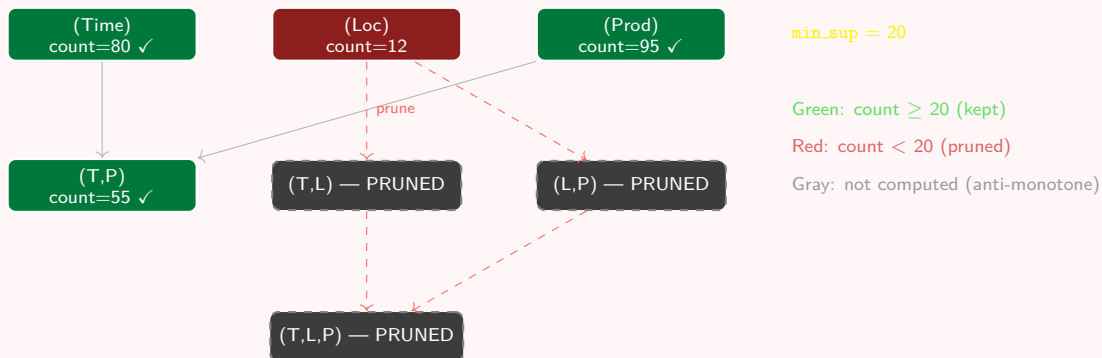 (Time)
count=80 ✓
(Loc)
count=12
(Prod)
count=95 ✓
min_sup = 20
prune
Green: count ≥ 20 (kept)
Red: count < 20 (pruned)
Gray: not computed (anti-monotone)
(T,P)
count=55 ✓
(T,L) — PRUNED
(L,P) — PRUNED
(T,L,P) — PRUNED